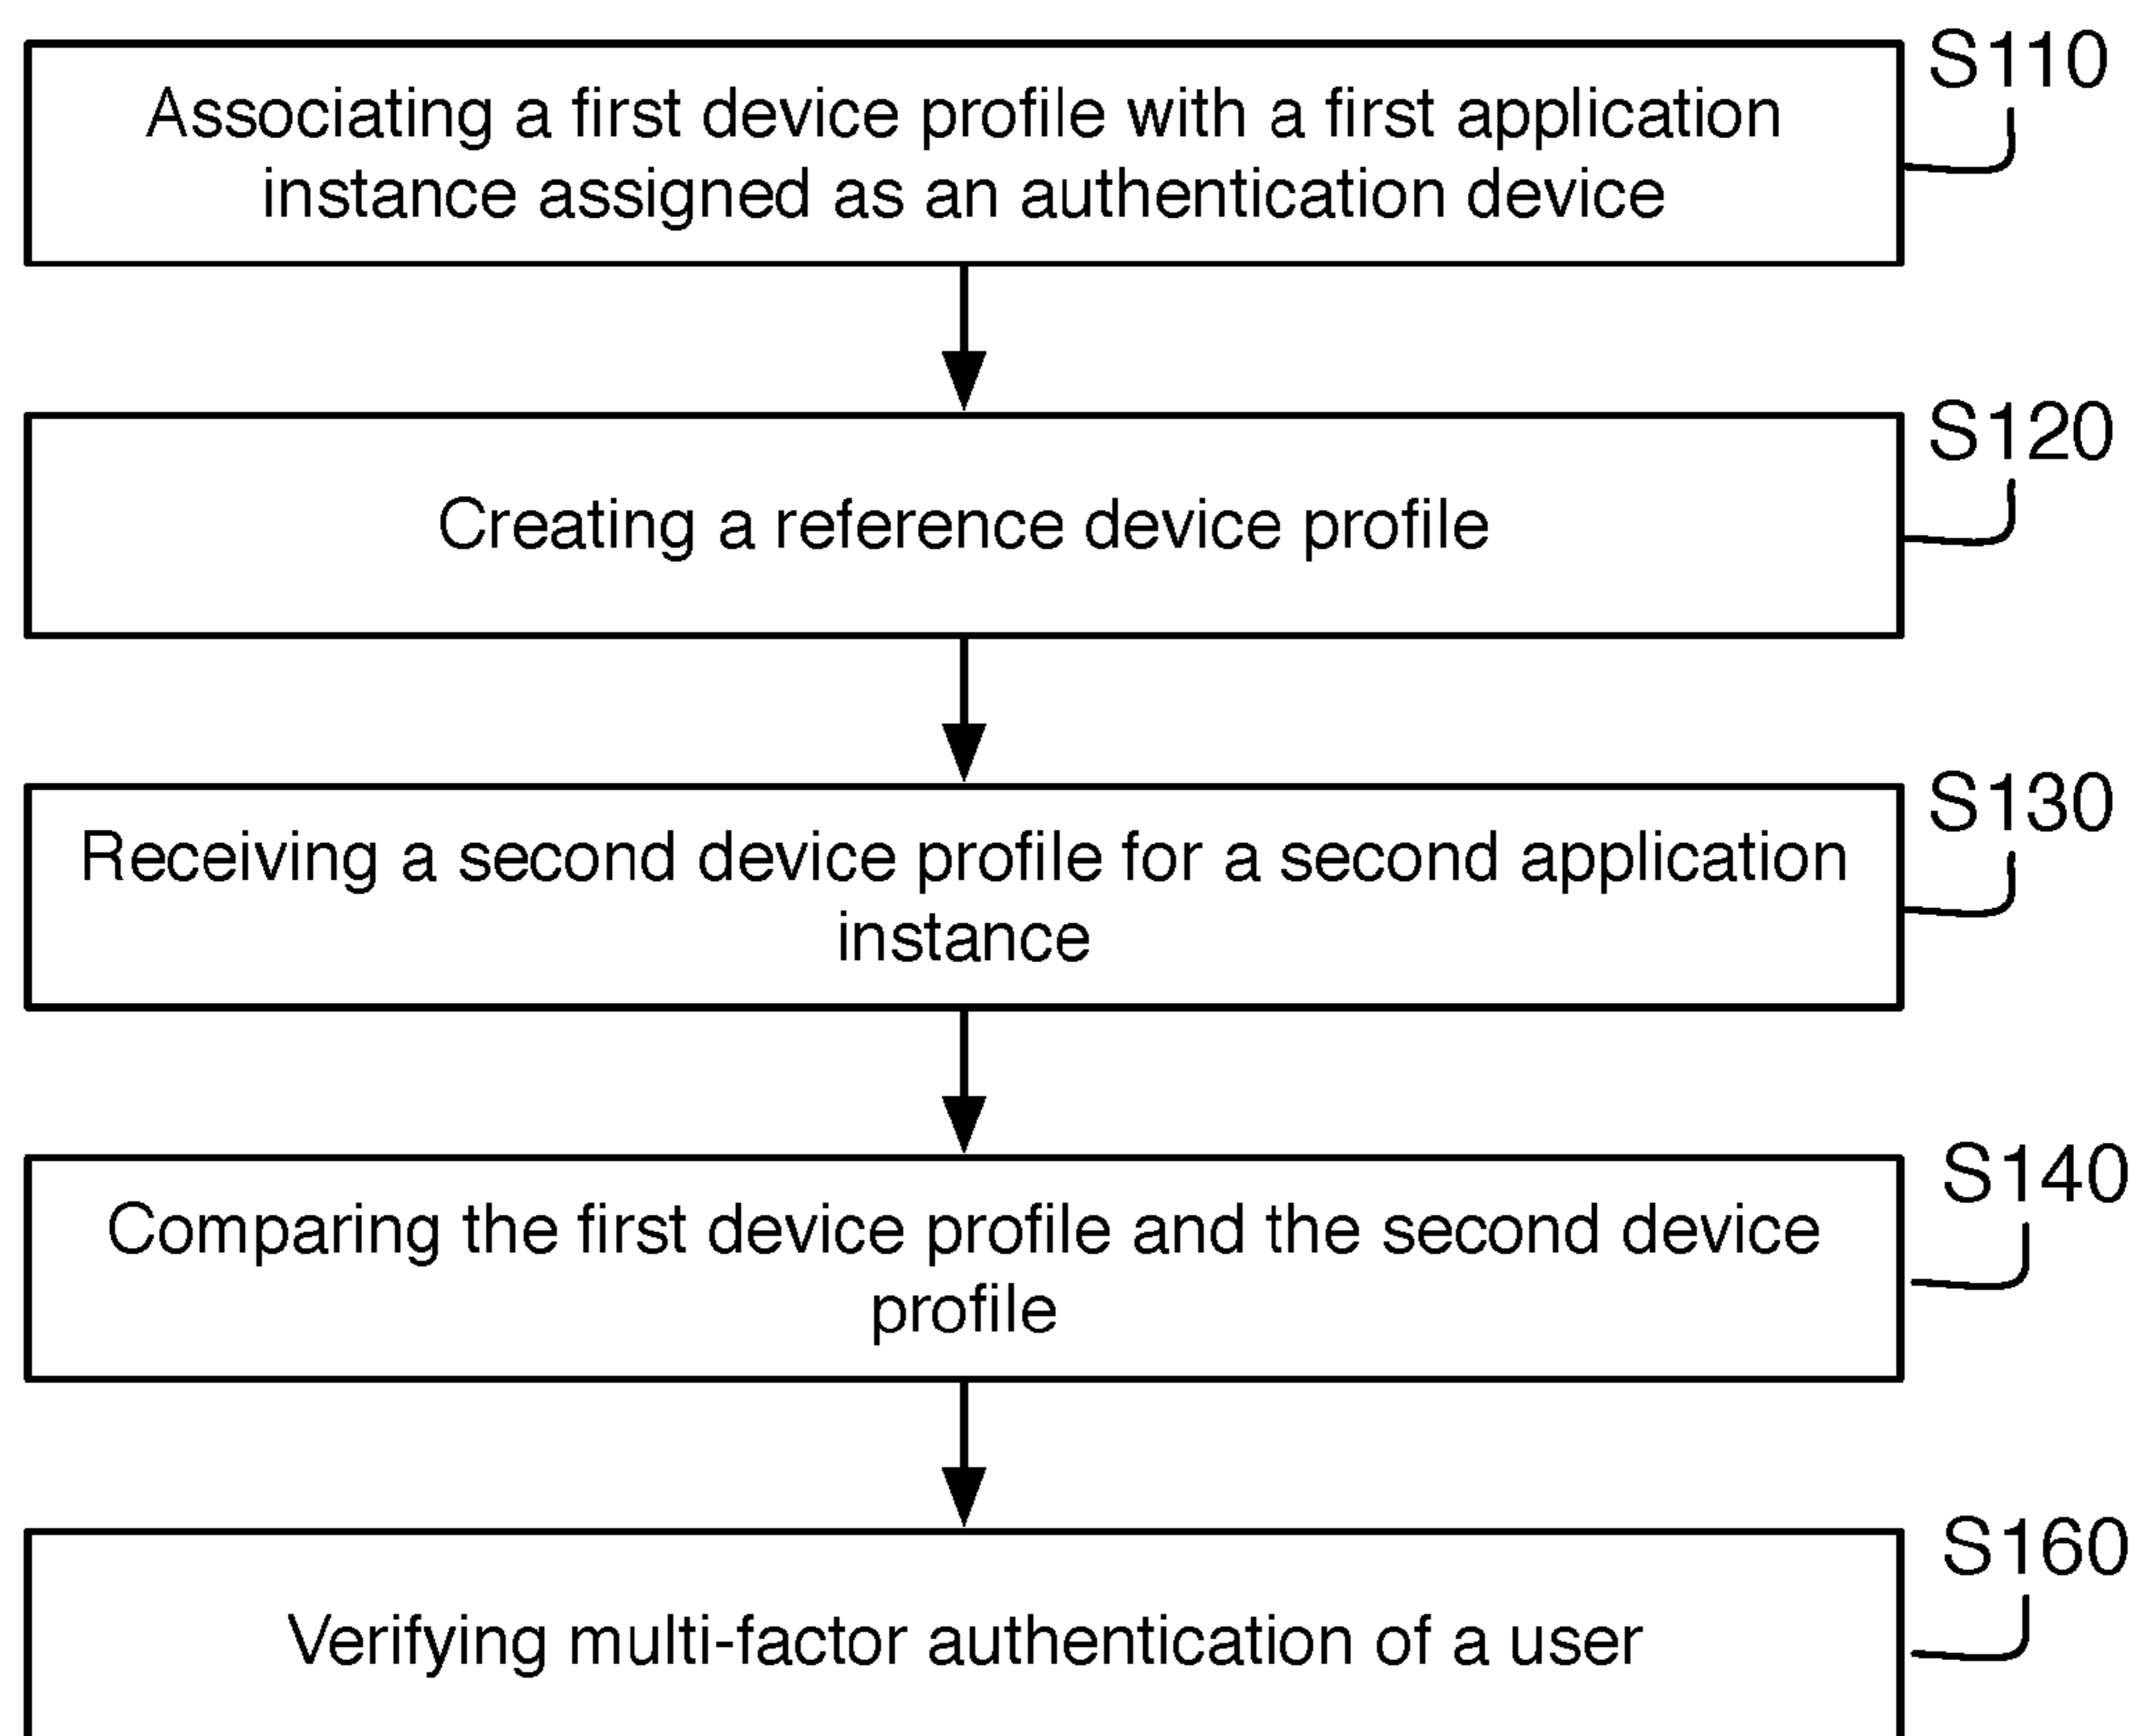 S110
Associating a first device profile with a first application
instance assigned as an authentication device
S120
Creating a reference device profile
S130
Receiving a second device profile for a second application
instance
S140
Comparing the first device profile and the second device
profile
S160
Verifying multi-factor authentication of a user